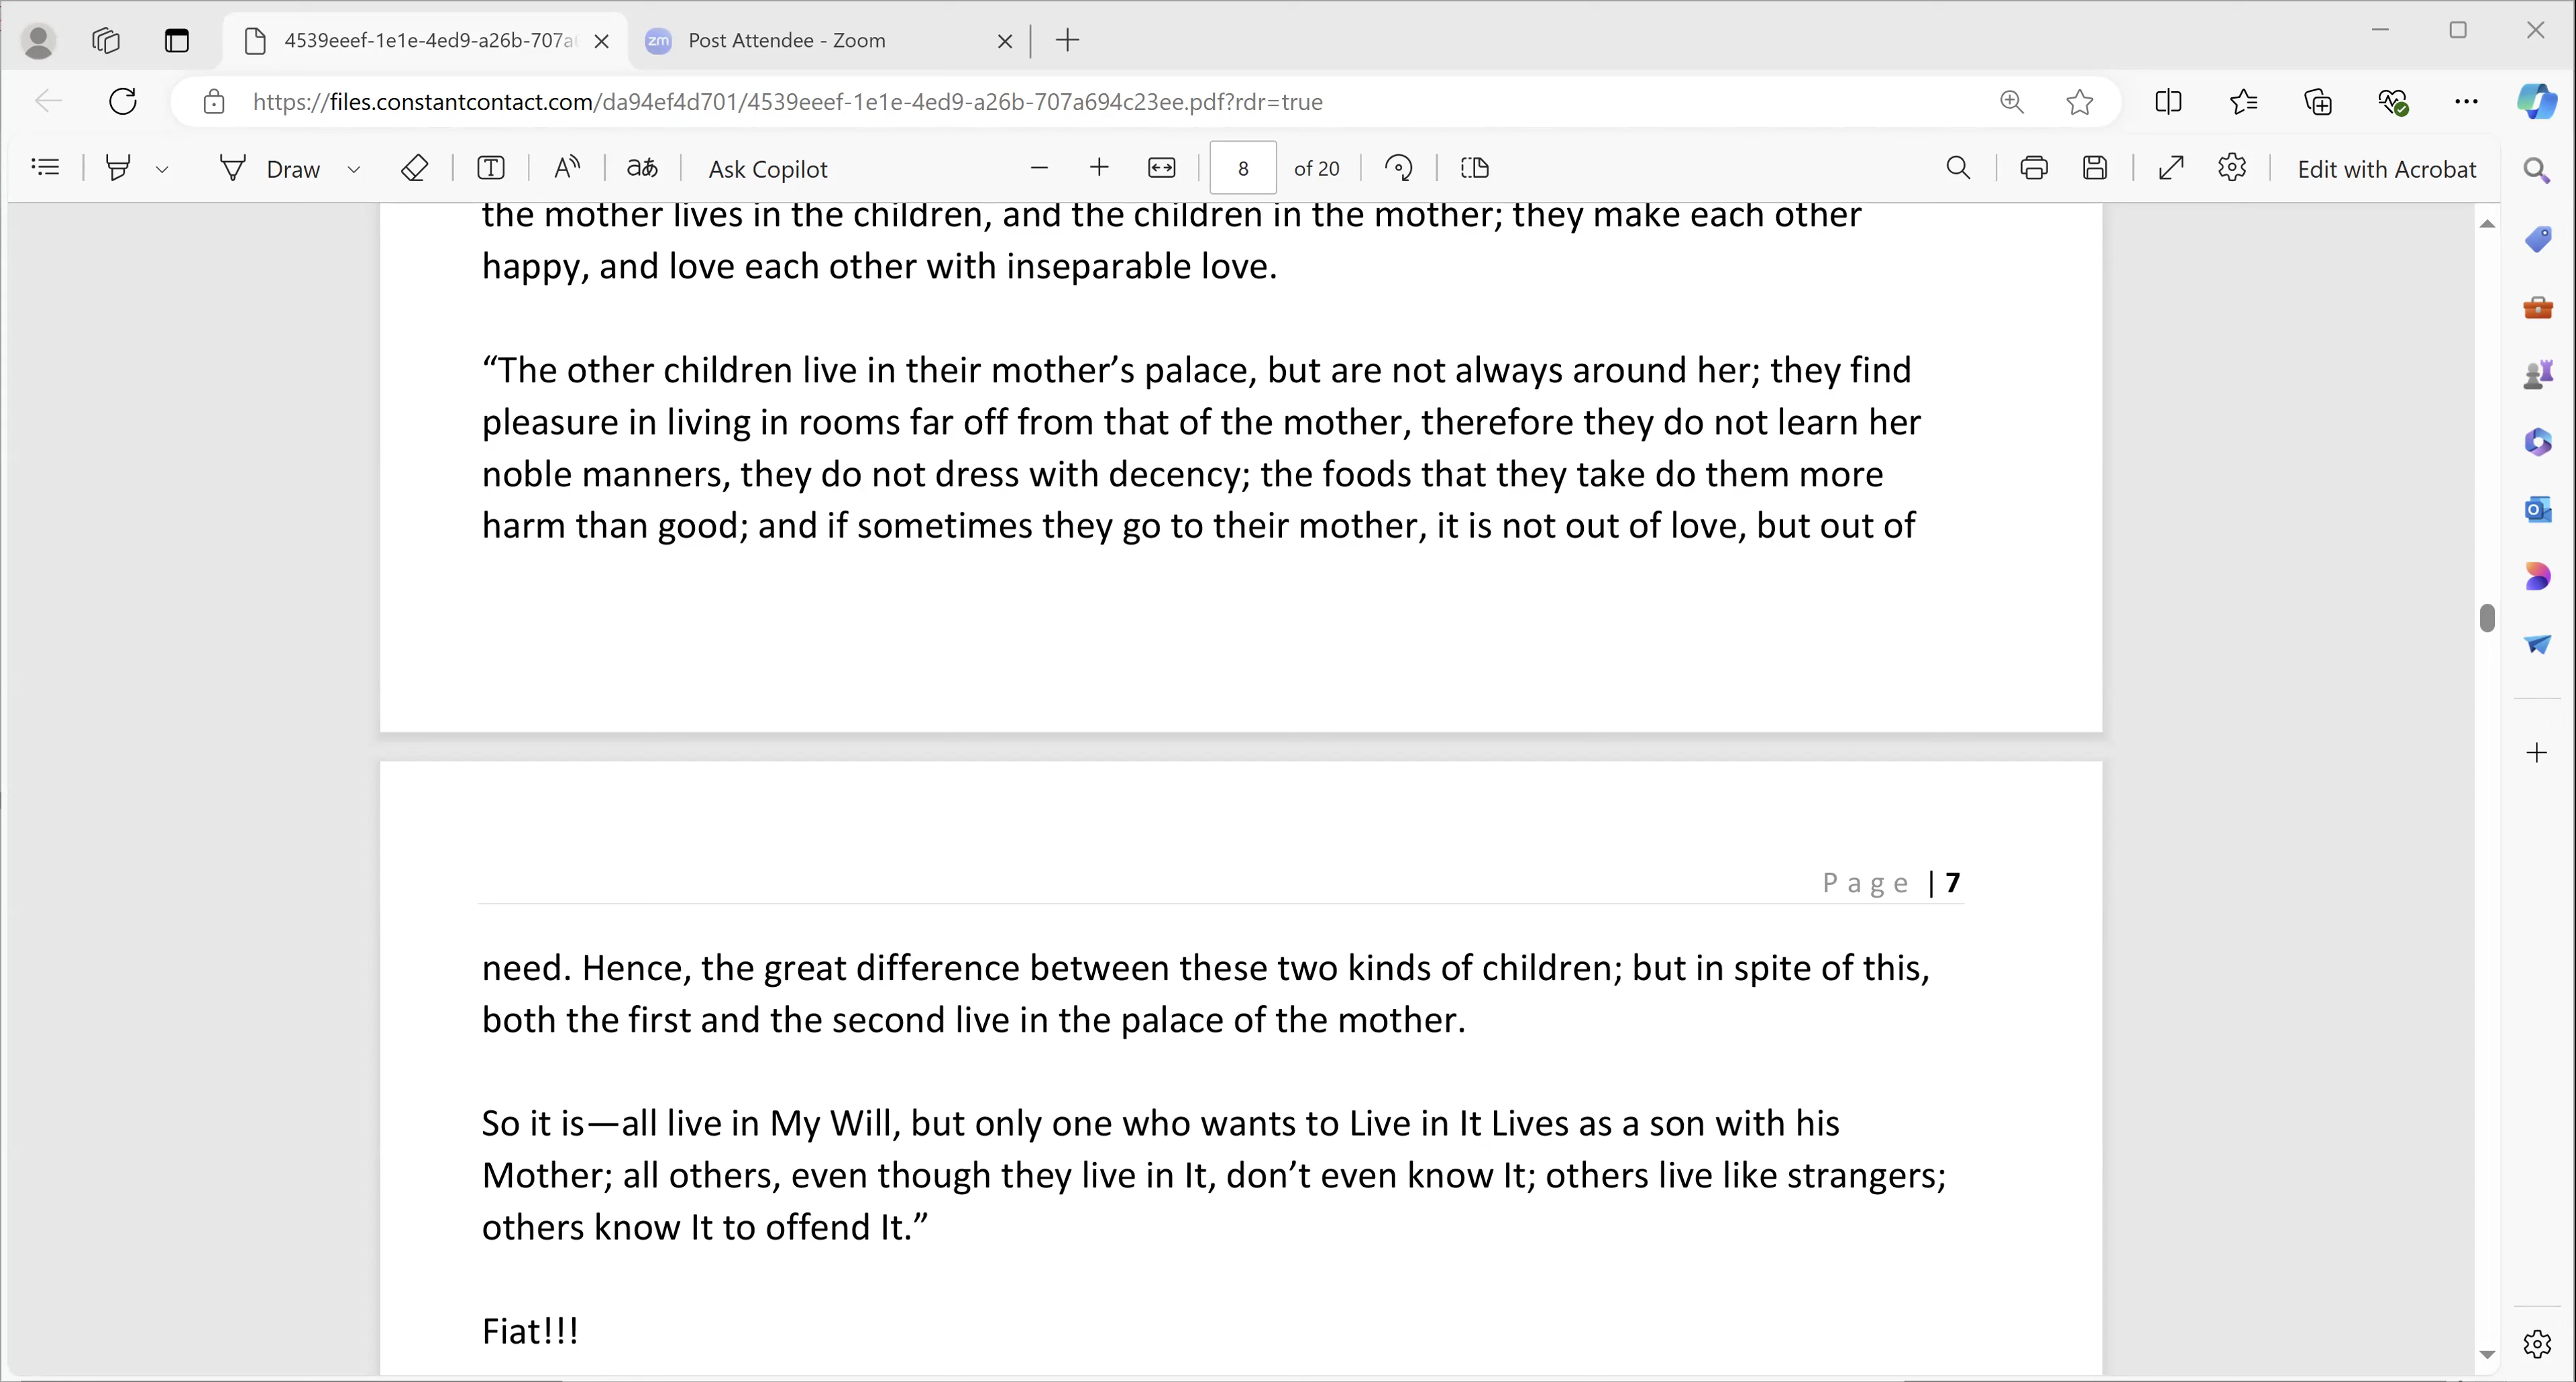 4539eeef-1e1e-4ed9-a26b-707a
Post Attendee - Zoom
https://files.constantcontact.com/da94ef4d701/4539eeef-1e1e-4ed9-a26b-707a694c23ee.pdf?rdr=true
Draw
Ask Copilot
8 of 20
Edit with Acrobat
the mother lives in the children, and the children in the mother; they make each other
happy, and love each other with inseparable love.
“The other children live in their mother’s palace, but are not always around her; they find
pleasure in living in rooms far off from that of the mother, therefore they do not learn her
noble manners, they do not dress with decency; the foods that they take do them more
harm than good; and if sometimes they go to their mother, it is not out of love, but out of
Page | 7
need. Hence, the great difference between these two kinds of children; but in spite of this,
both the first and the second live in the palace of the mother.
So it is—all live in My Will, but only one who wants to Live in It Lives as a son with his
Mother; all others, even though they live in It, don’t even know It; others live like strangers;
others know It to offend It.”
Fiat!!!